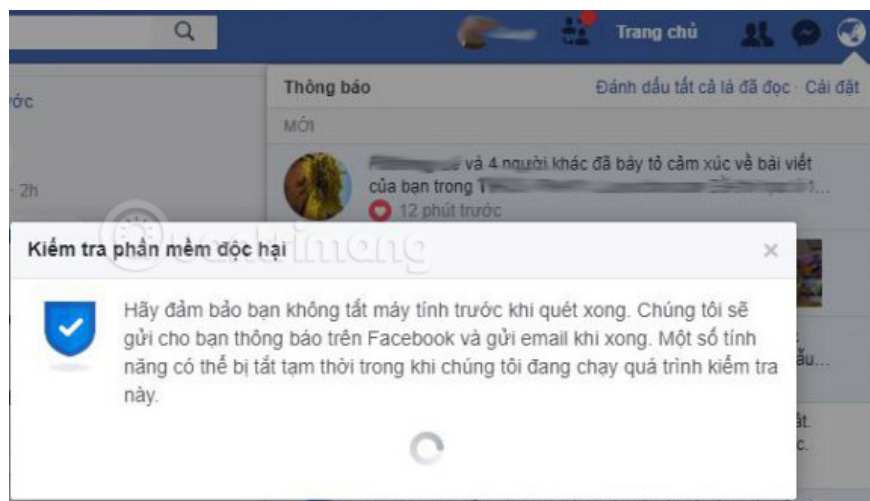 Trang chủ
ớc
Thông báo
Đánh dấu tất cả là đã đọc · Cài đặt
MỚI
2h
và 4 người khác đã bày tỏ cảm xúc về bài viết
của bạn trong
12 phút trước
Quantrimang
Kiểm tra phần mềm độc hại
Hãy đảm bảo bạn không tắt máy tính trước khi quét xong. Chúng tôi sẽ
gửi cho bạn thông báo trên Facebook và gửi email khi xong. Một số tính
năng có thể bị tắt tạm thời trong khi chúng tôi đang chạy quá trình kiểm tra
này.